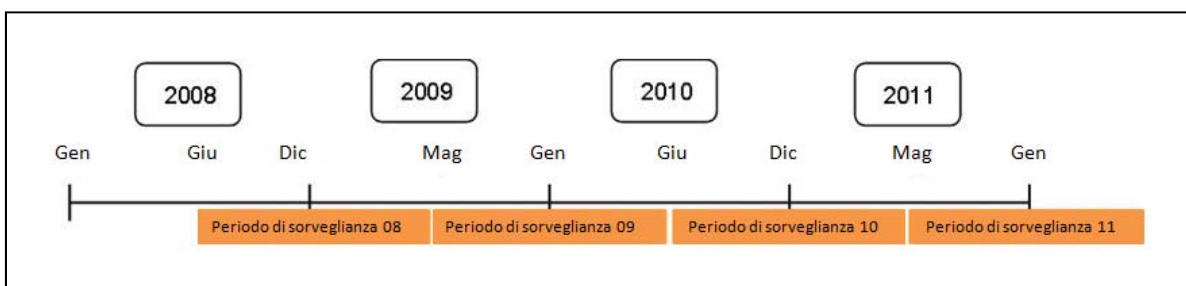 2008 2009 2010 2011
Gen Giu Dic Mag Gen Giu Dic Mag Gen
Periodo di sorveglianza 08 Periodo di sorveglianza 09 Periodo di sorveglianza 10 Periodo di sorveglianza 11